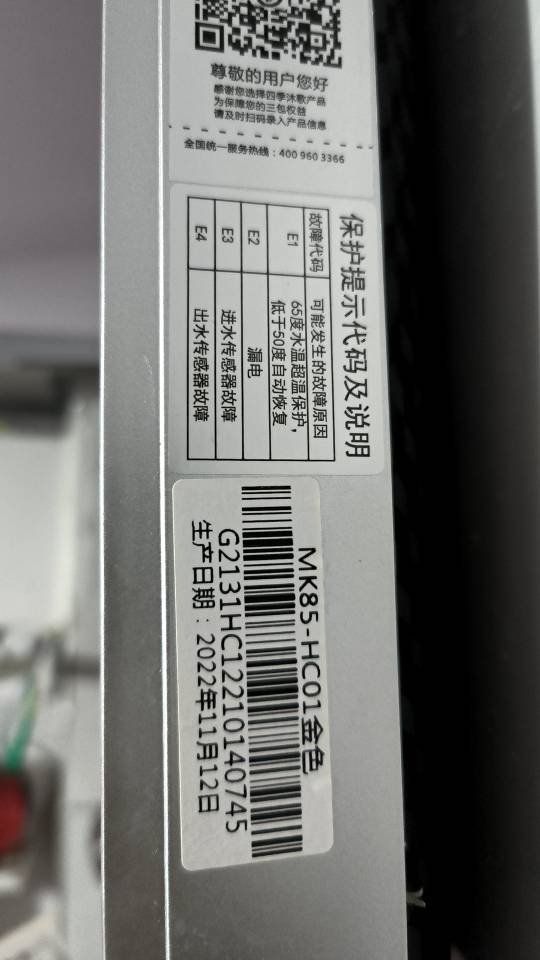 尊敬的用户您好
感谢您选择四季沐歌产品
为保障您的三包权益
请及时扫码录入产品信息
全国统一服务热线：400 960 3366
保护提示代码及说明
故障代码 可能发生的故障原因
E1 65度水温超温保护，
低于50度自动恢复
E2 漏电
E3 进水传感器故障
E4 出水传感器故障
MK85-HC01金色
G2131HC12210140745
生产日期：2022年11月12日